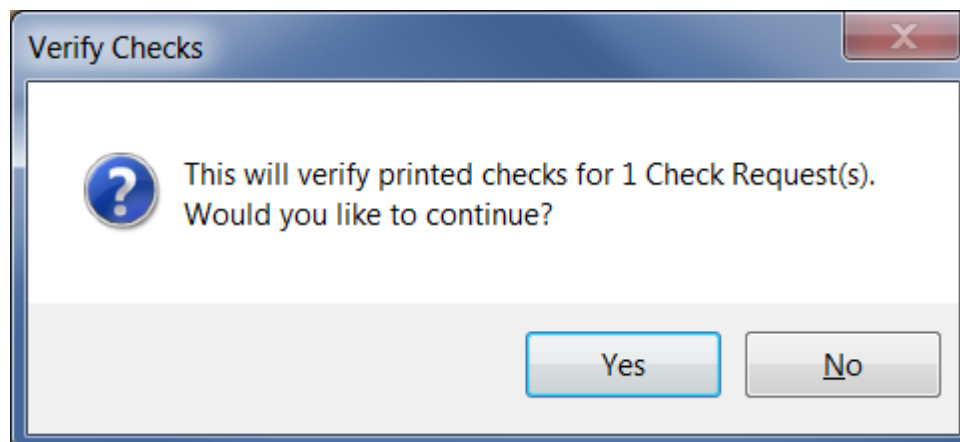 Verify Checks
This will verify printed checks for 1 Check Request(s).
Would you like to continue?
Yes
No